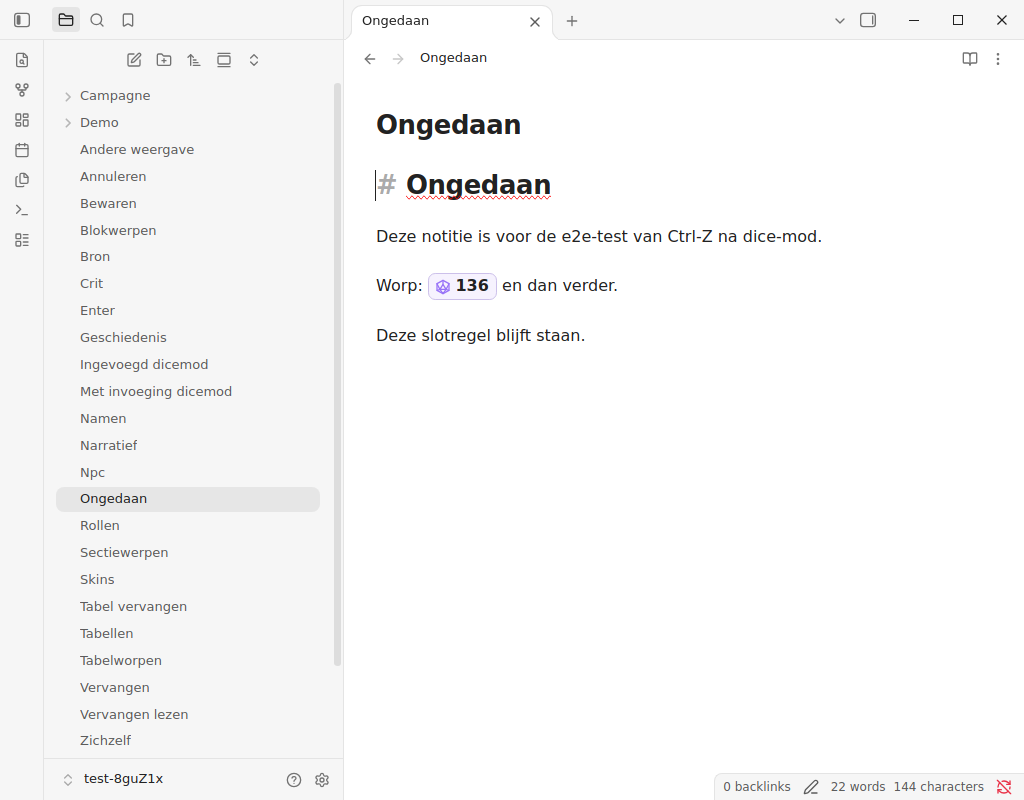 Ongedaan
Ongedaan
Campagne
Demo
Andere weergave
Annuleren
Bewaren
Blokwerpen
Bron
Crit
Enter
Geschiedenis
Ingevoegd dicemod
Met invoeging dicemod
Namen
Narratief
Npc
Ongedaan
Rollen
Sectiewerpen
Skins
Tabel vervangen
Tabellen
Tabelworpen
Vervangen
Vervangen lezen
Zichzelf
test-8guZ1x
Ongedaan
# Ongedaan
Deze notitie is voor de e2e-test van Ctrl-Z na dice-mod.
Worp: 136 en dan verder.
Deze slotregel blijft staan.
0 backlinks 22 words 144 characters